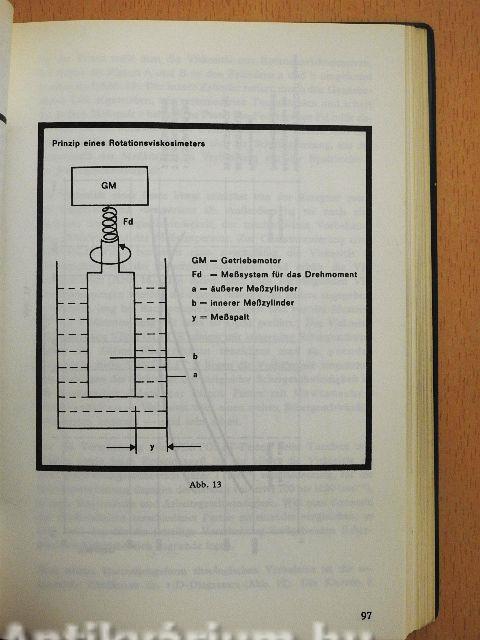 Prinzip eines Rotationsviskosimeters
GM
Fd
GM — Getriebemotor
Fd — Meßsystem für das Drehmoment
a — äußerer Meßzylinder
b — innerer Meßzylinder
y — Meßspalt
b
a
y
Abb. 13
97
Antikvárium.hu